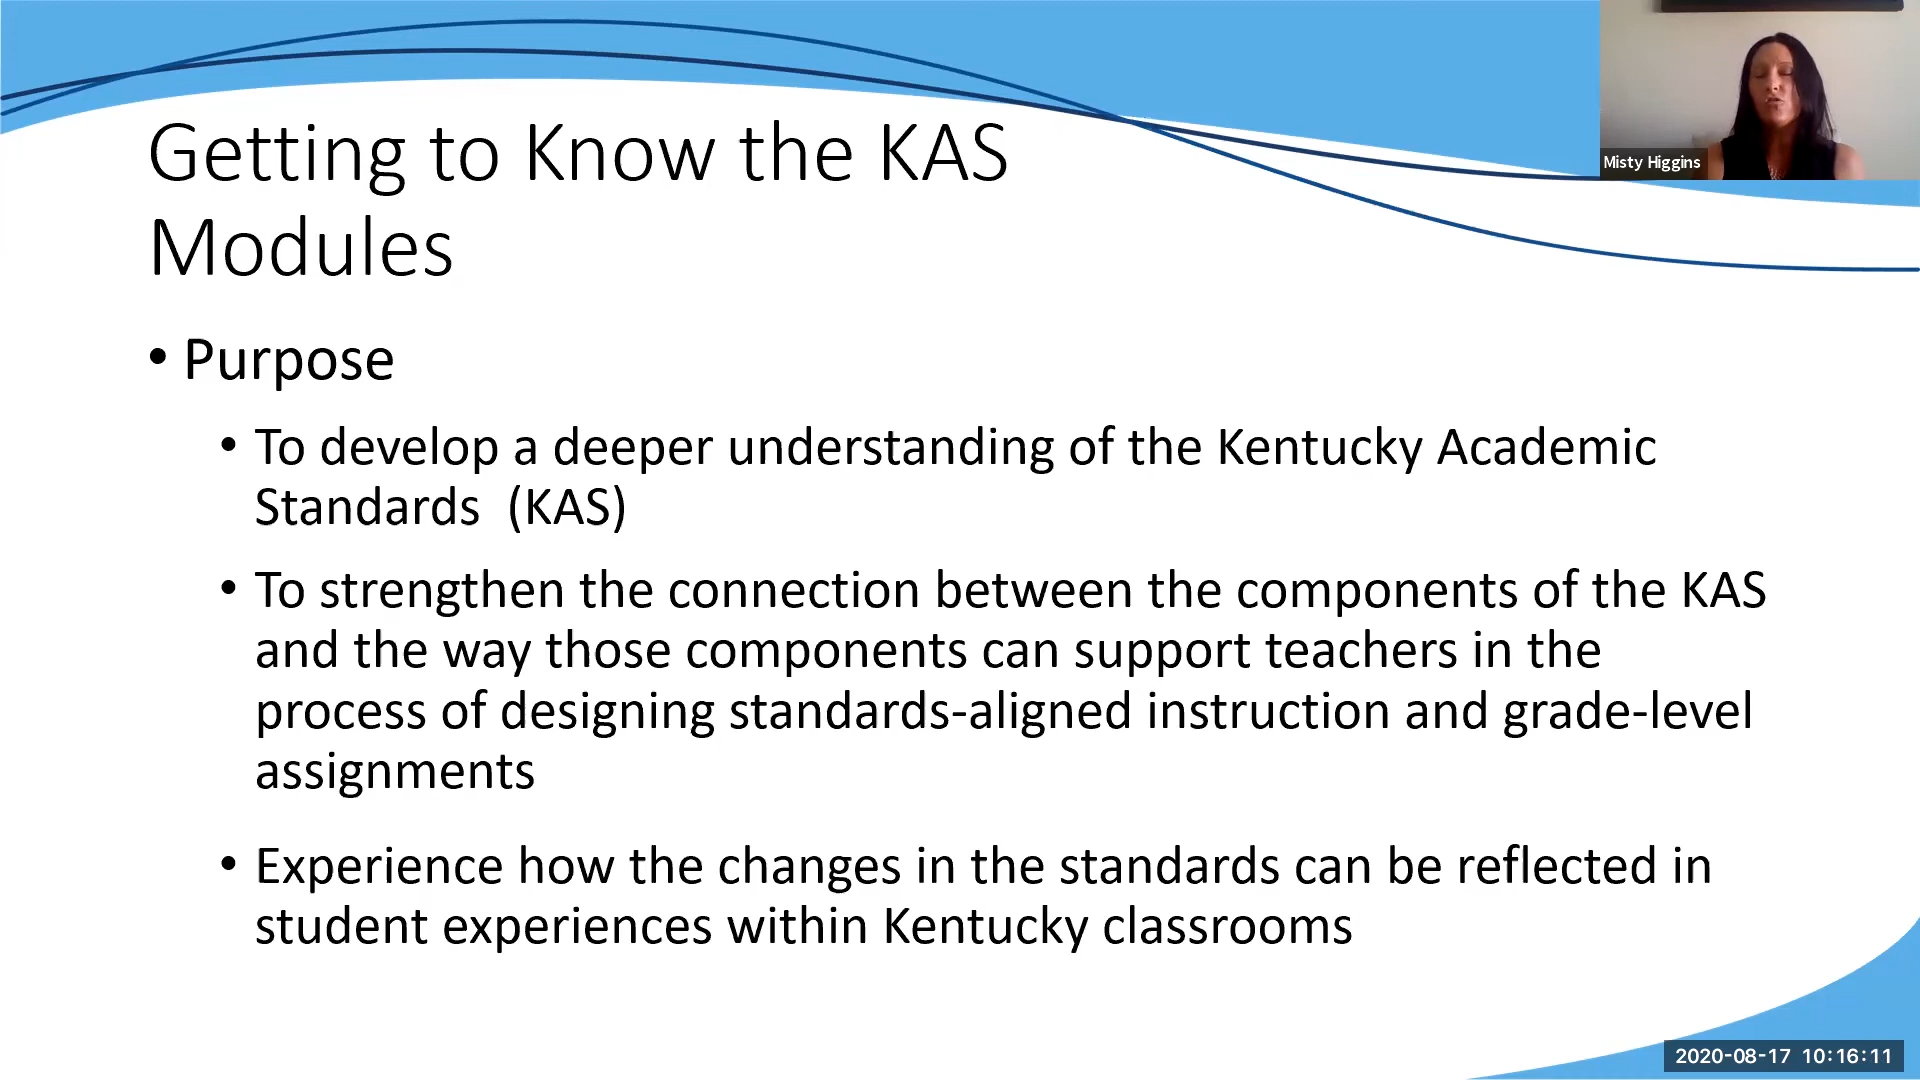 Getting to Know the KAS
Modules
Misty Higgins
• Purpose
• To develop a deeper understanding of the Kentucky Academic
Standards  (KAS)
• To strengthen the connection between the components of the KAS
and the way those components can support teachers in the
process of designing standards-aligned instruction and grade-level
assignments
• Experience how the changes in the standards can be reflected in
student experiences within Kentucky classrooms
2020-08-17 10:16:11